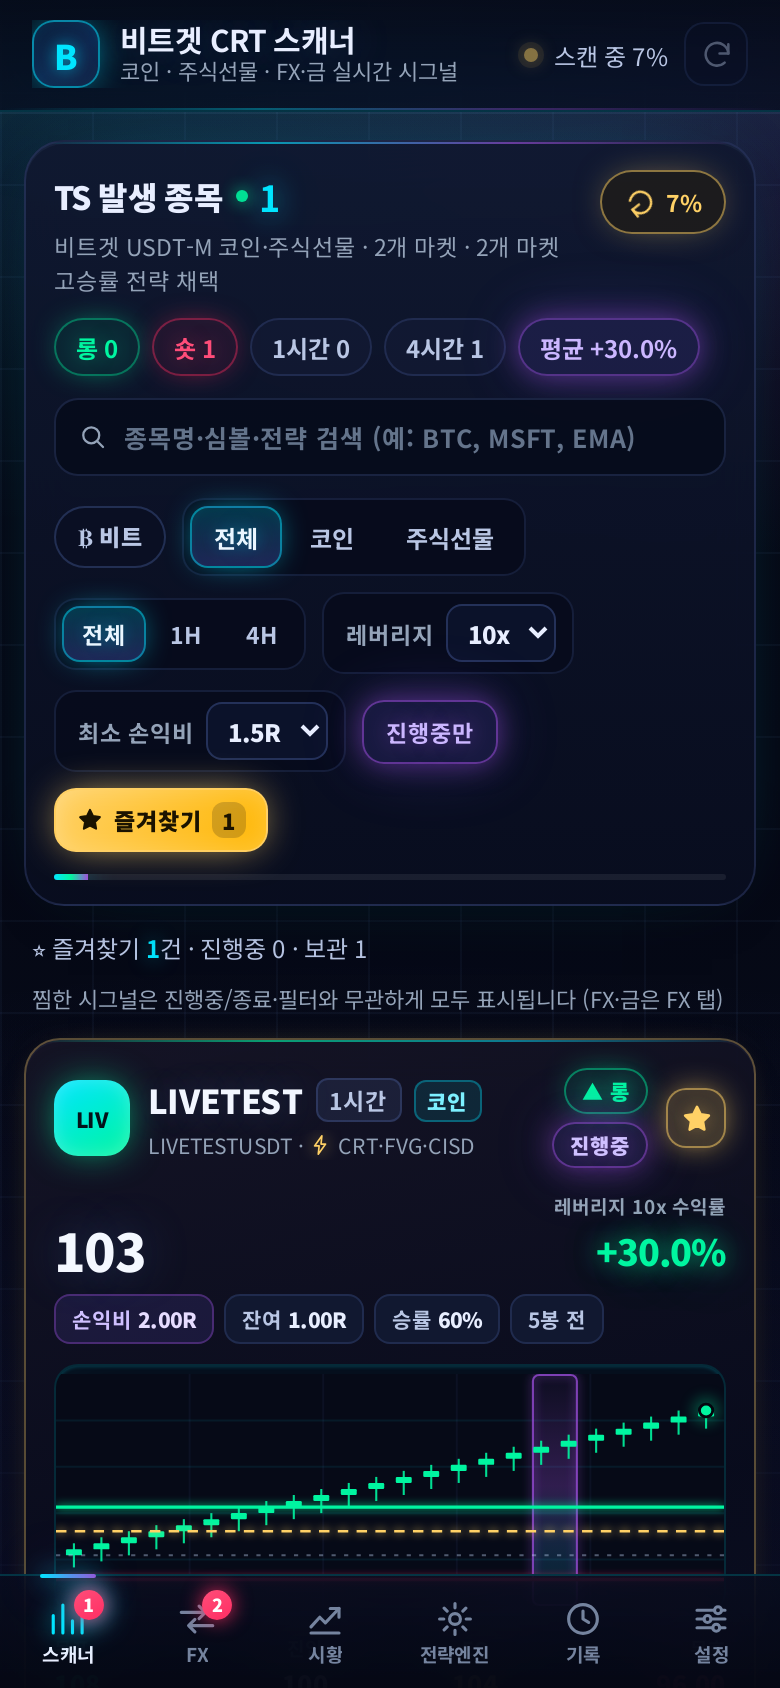 B
비트겟 CRT 스캐너
코인 · 주식선물 · FX·금 실시간 시그널
스캔 중 7%
TS 발생 종목 • 1
7%
비트겟 USDT-M 코인·주식선물 · 2개 마켓 · 2개 마켓
고승률 전략 채택
롱 0
숏 1
1시간 0
4시간 1
평균 +30.0%
종목명·심볼·전략 검색 (예: BTC, MSFT, EMA)
₿ 비트
전체
코인
주식선물
전체
1H
4H
레버리지
10x
최소 손익비
1.5R
진행중만
★ 즐겨찾기 1
☆ 즐겨찾기 1건 · 진행중 0 · 보관 1
찜한 시그널은 진행중/종료·필터와 무관하게 모두 표시됩니다 (FX·금은 FX 탭)
LIV
LIVETEST
1시간
코인
▲ 롱
LIVETESTUSDT · ⚡ CRT·FVG·CISD
진행중
레버리지 10x 수익률
103
+30.0%
손익비 2.00R
잔여 1.00R
승률 60%
5봉 전
1
2
스캐너
FX
시황
전략엔진
기록
설정